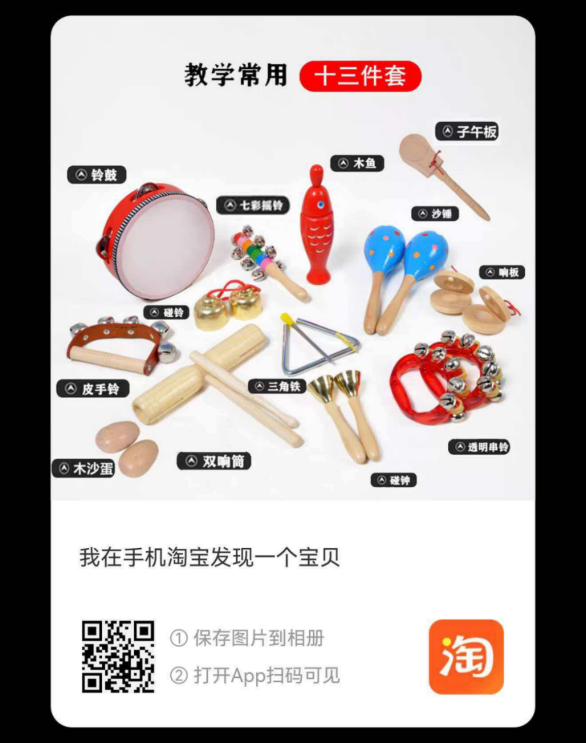 教学常用 十三件套
子午板
木鱼
铃鼓
七彩摇铃
沙锤
响板
碰铃
皮手铃
三角铁
透明串铃
双响筒
木沙蛋
碰钟
我在手机淘宝发现一个宝贝
① 保存图片到相册
② 打开App扫码可见
淘